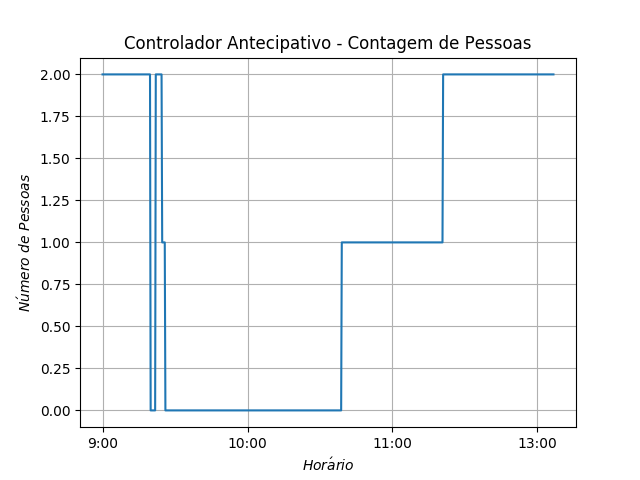 Controlador Antecipativo - Contagem de Pessoas
2.00
1.75
1.50
1.25
1.00
0.75
0.50
0.25
0.00
Número de Pessoas
9:00 10:00 11:00 13:00
Horário